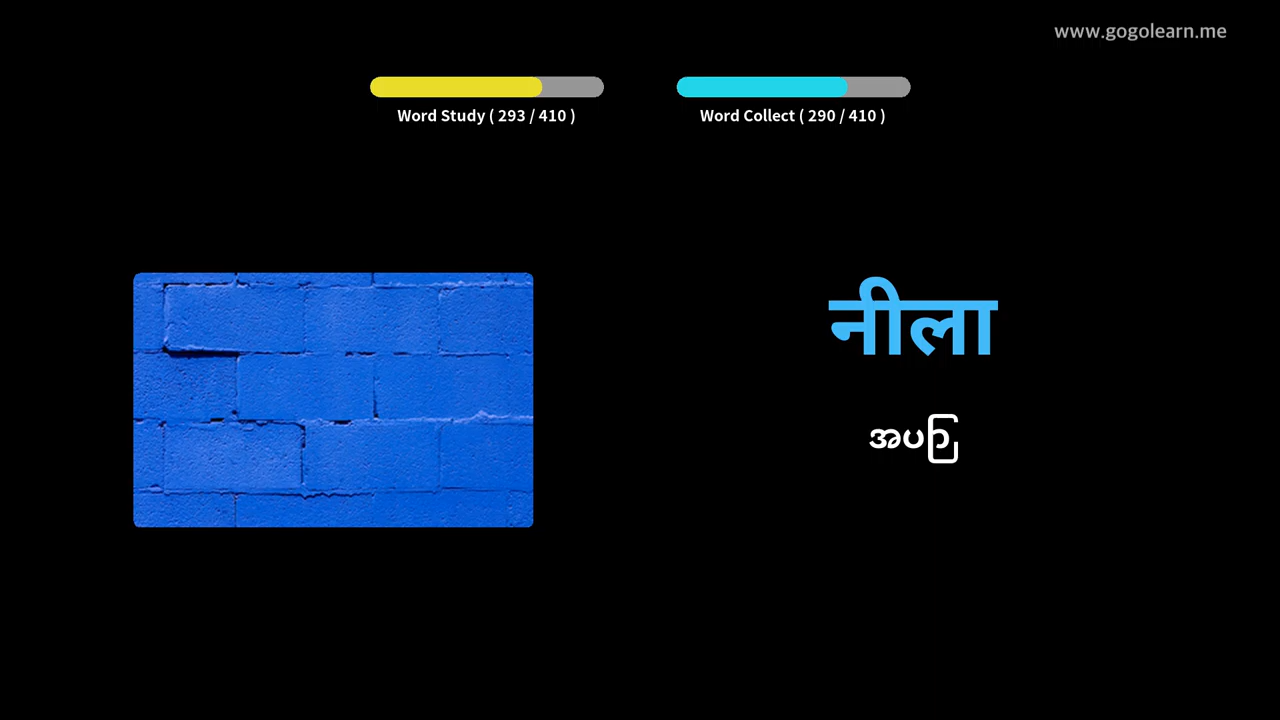 www.gogolearn.me
Word Study ( 293 / 410 )
Word Collect ( 290 / 410 )
नीला
အပြာ